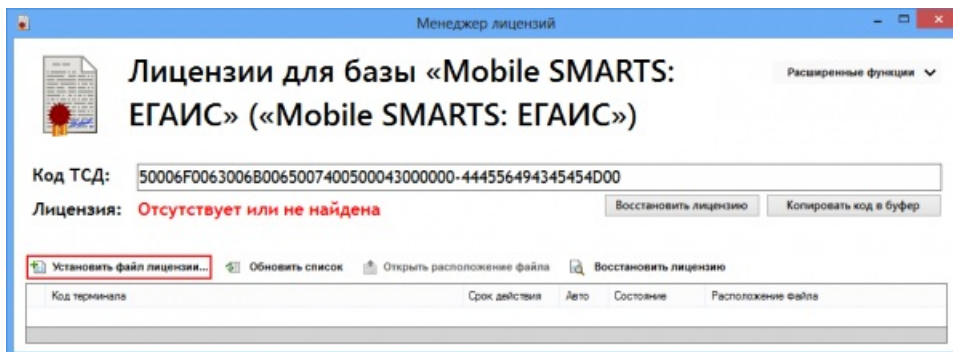 Менеджер лицензий
Лицензии для базы «Mobile SMARTS:
ЕГАИС» («Mobile SMARTS: ЕГАИС»)
Расширенные функции
Код ТСД: 50006F0063006B0065007400500043000000-444556494345454D00
Лицензия: Отсутствует или не найдена
Восстановить лицензию
Копировать код в буфер
Установить файл лицензии...
Обновить список
Открыть расположение файла
Восстановить лицензию
Код терминала
Срок действия
Авто
Состояние
Расположение файла